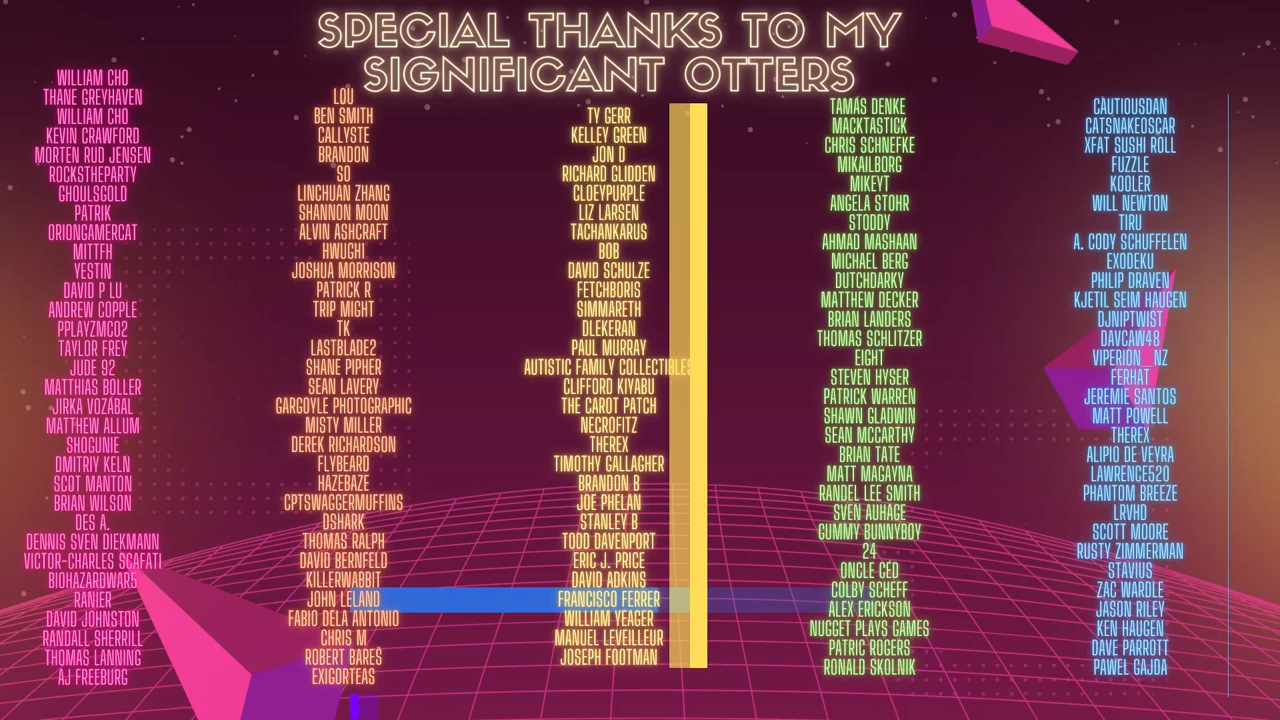 SPECIAL THANKS TO MY
SIGNIFICANT OTTERS
WILLIAM CHO
THANE GREYHAVEN
WILLIAM CHO
KEVIN CRAWFORD
MORTEN RUD JENSEN
ROCKSTHEPARTY
GHOULSGOLD
PATRIK
ORIONGAMERCAT
MITTFH
YESTIN
DAVID P LU
ANDREW COPPLE
PPLAYZMC02
TAYLOR FREY
JUDE 92
MATTHIAS BOLLER
JIRKA VOZABAL
MATTHEW ALLUM
SHOGUNIE
DMITRIY KELN
SCOT MANTON
BRIAN WILSON
DES A.
DENNIS SVEN DIEKMANN
VICTOR-CHARLES SCAFATI
BIOHAZARDWAR5
RANIER
DAVID JOHNSTON
RANDALL SHERRILL
THOMAS LANNING
AJ FREEBURG
LOU
BEN SMITH
CALLYSTE
BRANDON
SO
LINCHUAN ZHANG
SHANNON MOON
ALVIN ASHCRAFT
HWUGHT
JOSHUA MORRISON
PATRICK R
TRIP MIGHT
TK
LASTBLADE2
SHANE PIPHER
SEAN LAVERY
GARGOYLE PHOTOGRAPHIC
MISTY MILLER
DEREK RICHARDSON
FLYBEARD
HAZEBAZE
CPTSWAGGERMUFFINS
DSHARK
THOMAS RALPH
DAVID BERNFELD
KILLERWABBIT
JOHN LELAND
FABIO DELA ANTONIO
CHRIS M
ROBERT BAREŠ
EXIGORTEAS
TY GERR
KELLEY GREEN
JON D
RICHARD GLIDDEN
CLOEYPURPLE
LIZ LARSEN
TACHANKARUS
BOB
DAVID SCHULZE
FETCHBORIS
SIMMARETH
DLEKERAN
PAUL MURRAY
AUTISTIC FAMILY COLLECTIBLES
CLIFFORD KIYABU
THE CAROT PATCH
NECROFITZ
THEREX
TIMOTHY GALLAGHER
BRANDON B
JOE PHELAN
STANLEY B
TODD DAVENPORT
ERIC J. PRICE
DAVID ADKINS
FRANCISCO FERRER
WILLIAM YEAGER
MANUEL LEVEILLEUR
JOSEPH FOOTMAN
TAMÁS DENKE
MACKTASTICK
CHRIS SCHNEFKE
MIKAILBORG
MIKEYT
ANGELA STOHR
STODDY
AHMAD MASHAAN
MICHAEL BERG
DUTCHDARKY
MATTHEW DECKER
BRIAN LANDERS
THOMAS SCHLITZER
EIGHT
STEVEN HYSER
PATRICK WARREN
SHAWN GLADWIN
SEAN MCCARTHY
BRIAN TATE
MATT MAGAYNA
RANDEL LEE SMITH
SVEN AUHAGE
GUMMY BUNNYBOY
24
ONCLE CED
COLBY SCHEFF
ALEX ERICKSON
NUGGET PLAYS GAMES
PATRIC ROGERS
RONALD SKOLNIK
CAUTIOUSDAN
CATSNAKEOSCAR
XFAT SUSHI ROLL
FUZZLE
KOOLER
WILL NEWTON
TIRU
A. CODY SCHUFFELEN
EXODEKU
PHILIP DRAVEN
KJETIL SEIM HAUGEN
DJNIPTWIST
DAVCAW48
VIPERION_NZ
FERHAT
JEREMIE SANTOS
MATT POWELL
THEREX
ALIPIO DE VEYRA
LAWRENCE520
PHANTOM BREEZE
LRVHD
SCOTT MOORE
RUSTY ZIMMERMAN
STAVIUS
ZAC WARDLE
JASON RILEY
KEN HAUGEN
DAVE PARROTT
PAWEL GAJDA